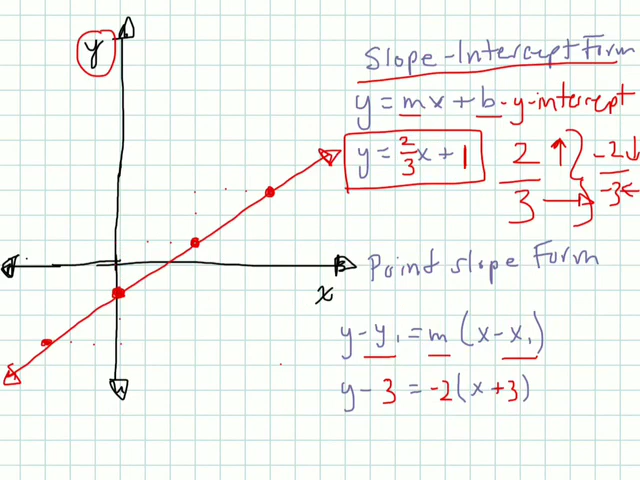 y
Slope-Intercept Form
y = mx + b - y-intercept
y = 2/3 x + 1
2/3
-2/-3
x
Point slope Form
y - y₁ = m (x - x₁)
y - 3 = -2(x + 3)